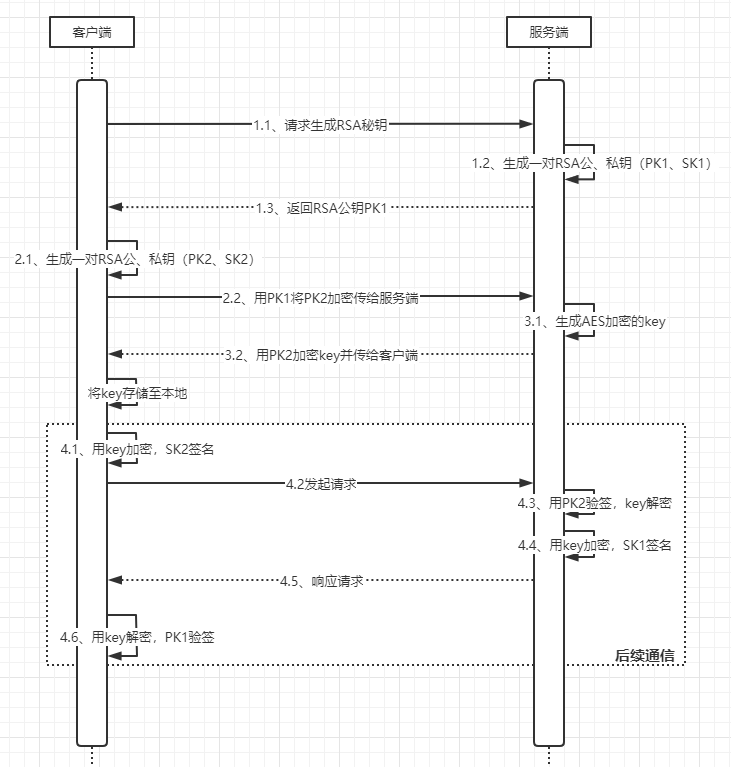 客户端
服务端
1.1、请求生成RSA秘钥
1.2、生成一对RSA公、私钥（PK1、SK1）
1.3、返回RSA公钥PK1
2.1、生成一对RSA公、私钥（PK2、SK2）
2.2、用PK1将PK2加密传给服务端
3.1、生成AES加密的key
3.2、用PK2加密key并传给客户端
将key存储至本地
4.1、用key加密，SK2签名
4.2发起请求
4.3、用PK2验签，key解密
4.4、用key加密，SK1签名
4.5、响应请求
4.6、用key解密，PK1验签
后续通信